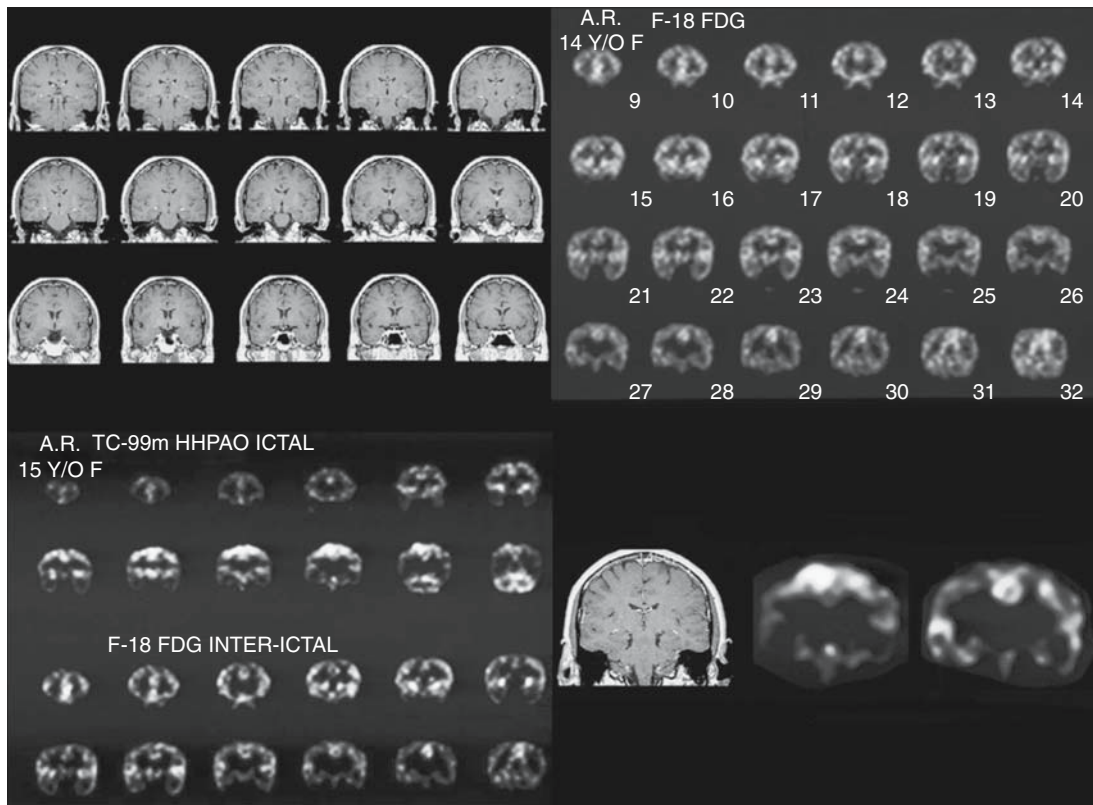 A.R. F-18 FDG
14 Y/O F
9 10 11 12 13 14
15 16 17 18 19 20
21 22 23 24 25 26
27 28 29 30 31 32
A.R. TC-99m HHPAO ICTAL
15 Y/O F
F-18 FDG INTER-ICTAL